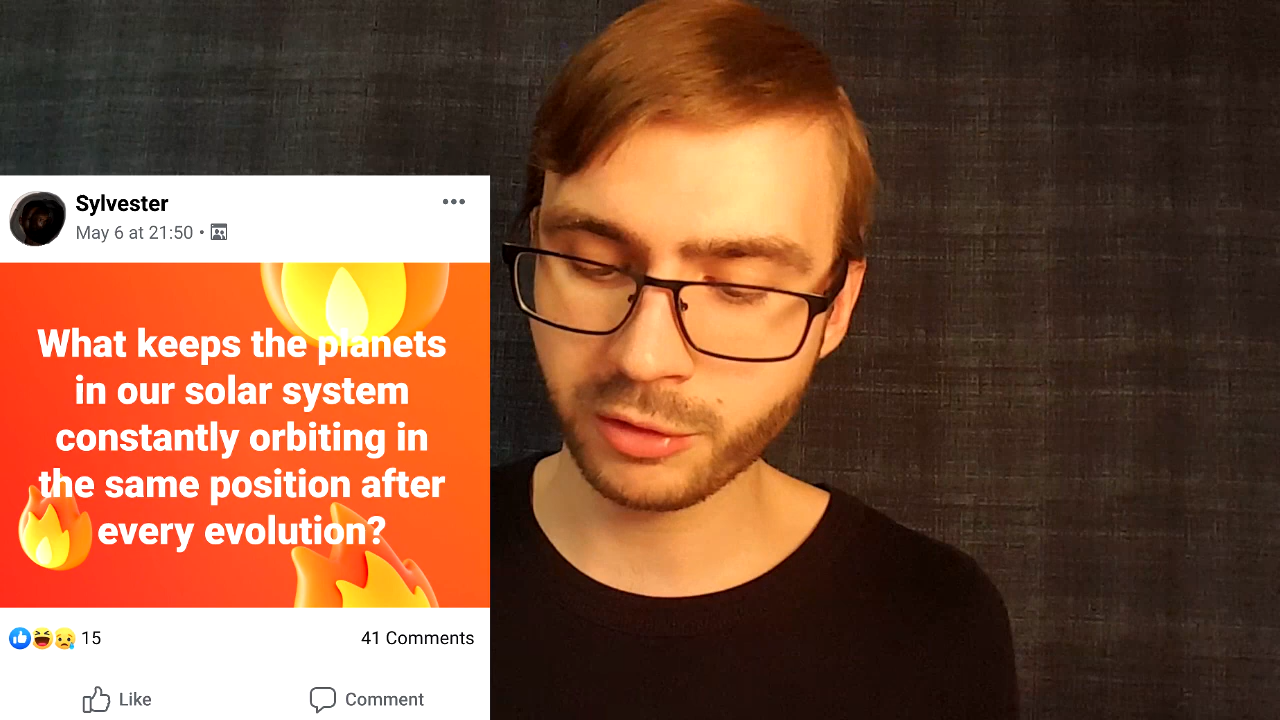 Sylvester
May 6 at 21:50 •
What keeps the planets
in our solar system
constantly orbiting in
the same position after
every evolution?
15
41 Comments
Like
Comment